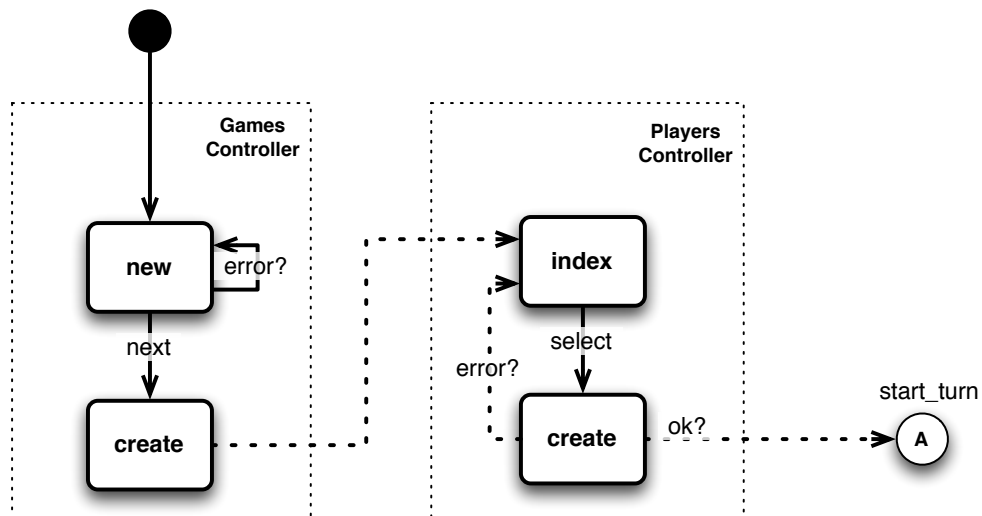 Games
Controller
new
error?
next
create
Players
Controller
index
select
error?
create
ok?
start_turn
A